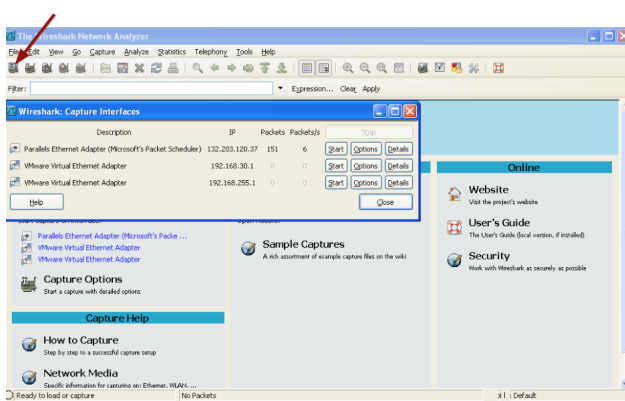 The Wireshark Network Analyzer
File Edit View Go Capture Analyze Statistics Telephony Tools Help
Filter: Expression... Clear Apply
Wireshark: Capture Interfaces
Description IP Packets Packets/s Stop
Parallels Ethernet Adapter (Microsoft's Packet Scheduler) 132.203.120.37 151 6 Start Options Details
VMware Virtual Ethernet Adapter 192.168.30.1 0 0 Start Options Details
VMware Virtual Ethernet Adapter 192.168.255.1 0 0 Start Options Details
Help Close
Parallels Ethernet Adapter (Microsoft's Packe ...
VMware Virtual Ethernet Adapter
VMware Virtual Ethernet Adapter
Capture Options
Start a capture with detailed options
Capture Help
How to Capture
Step by step to a successful capture setup
Network Media
Specific information for capturing on: Ethernet, WLAN, ...
Sample Captures
A rich assortment of example capture files on the wiki
Online
Website
Visit the project's website
User's Guide
The User's Guide (local version, if installed)
Security
Work with Wireshark as securely as possible
Ready to load or capture No Packets : Default